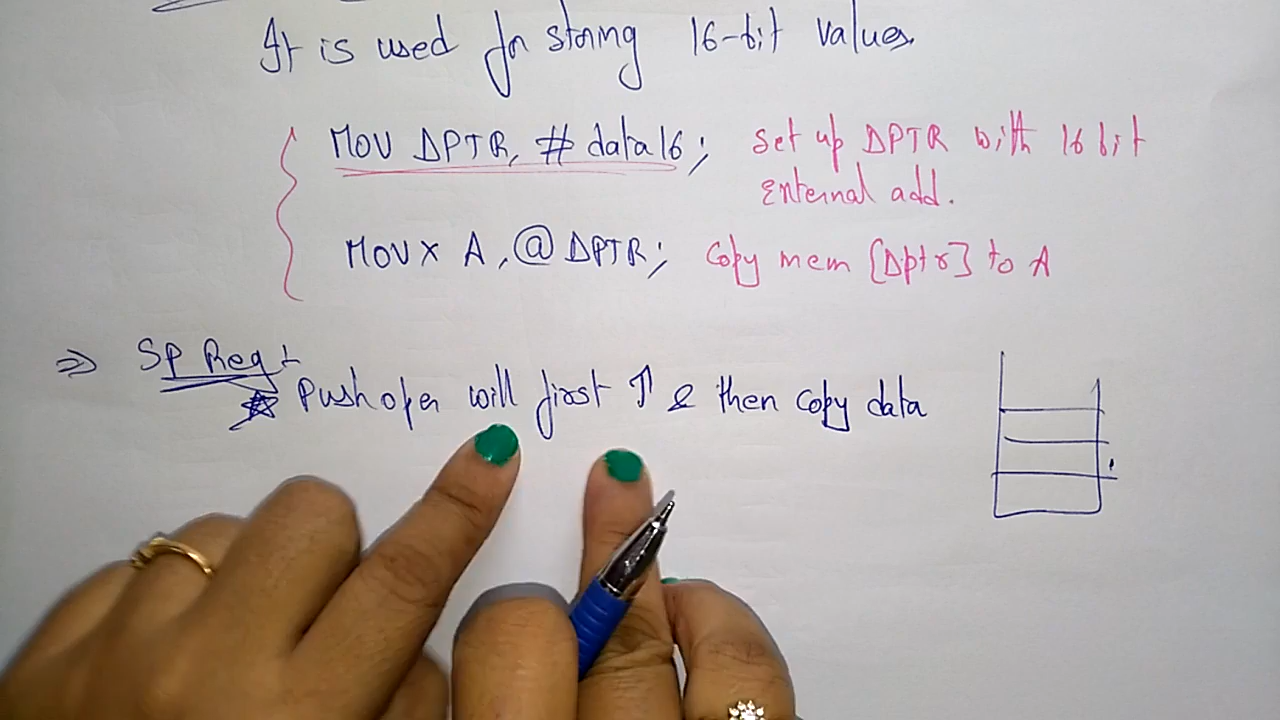 It is used for storing 16-bit values.
MOV DPTR, # data16; Set up DPTR with 16 bit
External add.
MOVX A, @DPTR; Copy mem [Dptr] to A
⇒ SP Reg :-
Push oper will first ↑ & then copy data